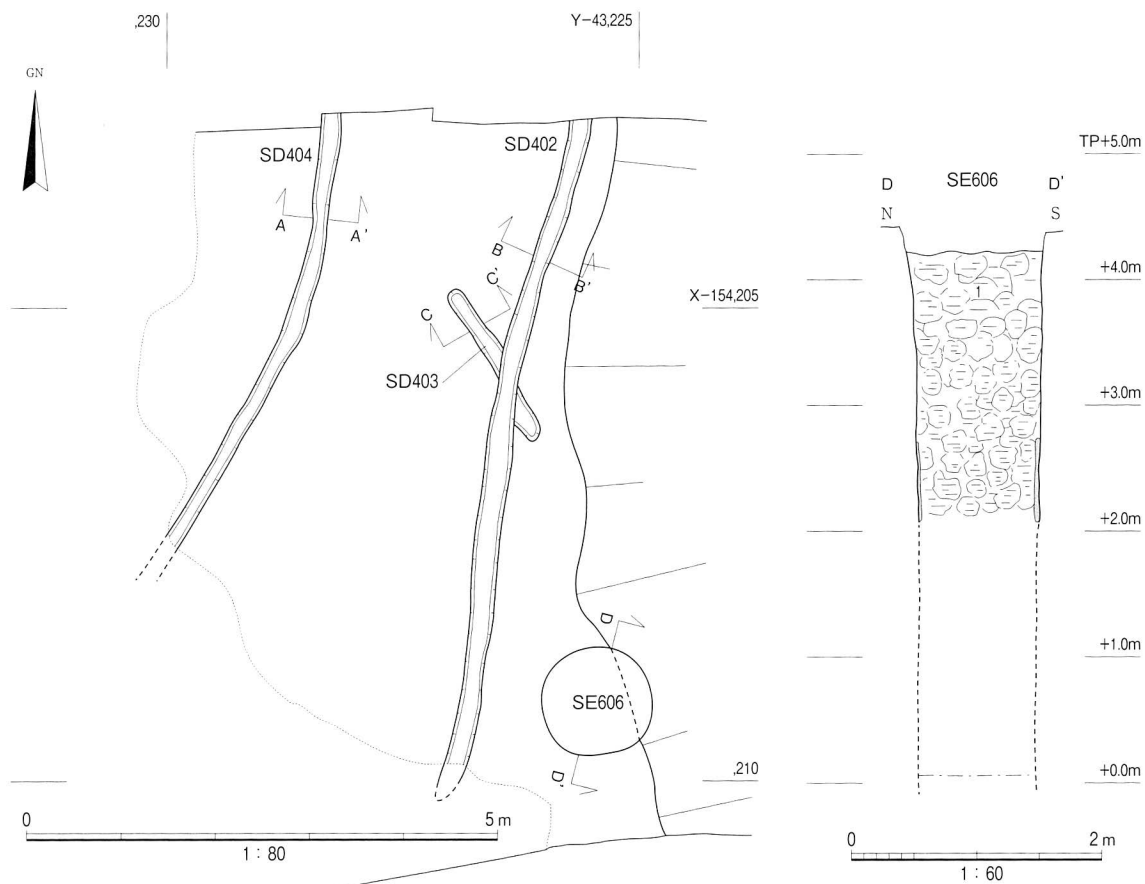 ,230
Y-43,225
GN
SD404
SD402
A
A'
B
B'
C'
C
X-154,205
SD403
D
SE606
D'
,210
0
5 m
1 : 80
TP+5.0m
D
SE606
D'
N
S
+4.0m
1
+3.0m
+2.0m
+1.0m
+0.0m
0
2 m
1 : 60